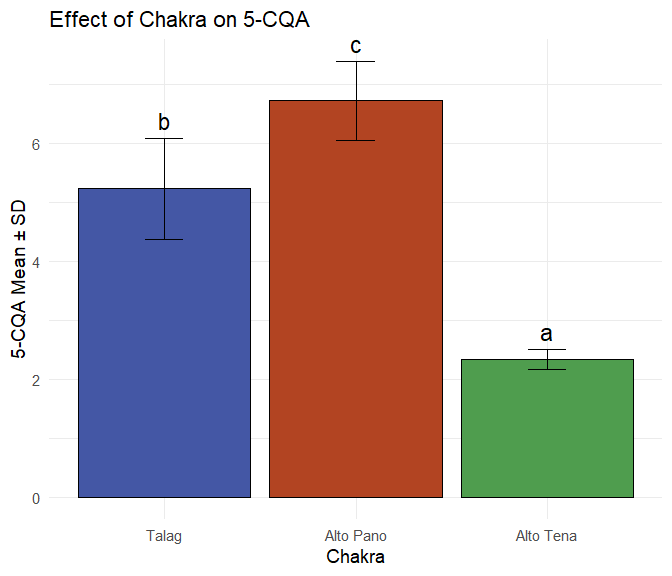 Effect of Chakra on 5-CQA
c
b
a
5-CQA Mean ± SD
6
4
2
0
Talag Alto Pano Alto Tena
Chakra